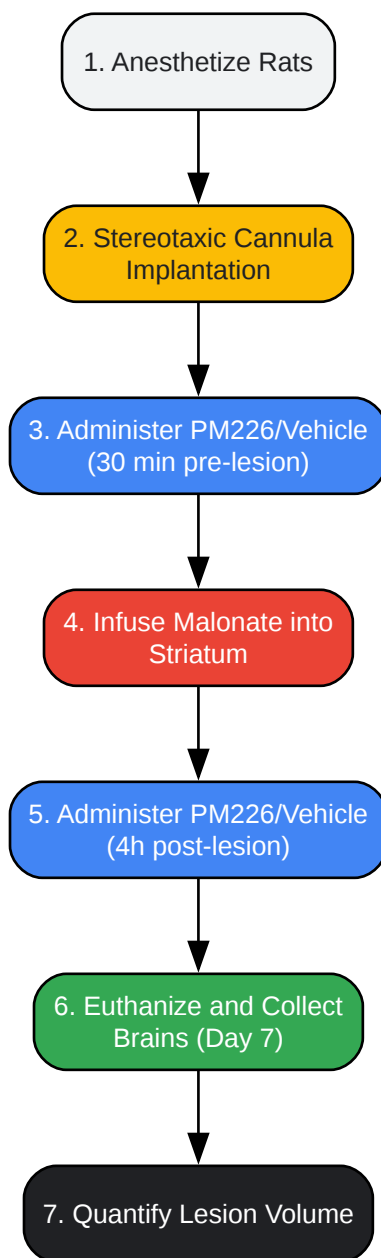 1. Anesthetize Rats
2. Stereotaxic Cannula
Implantation
3. Administer PM226/Vehicle
(30 min pre-lesion)
4. Infuse Malonate into
Striatum
5. Administer PM226/Vehicle
(4h post-lesion)
6. Euthanize and Collect
Brains (Day 7)
7. Quantify Lesion Volume